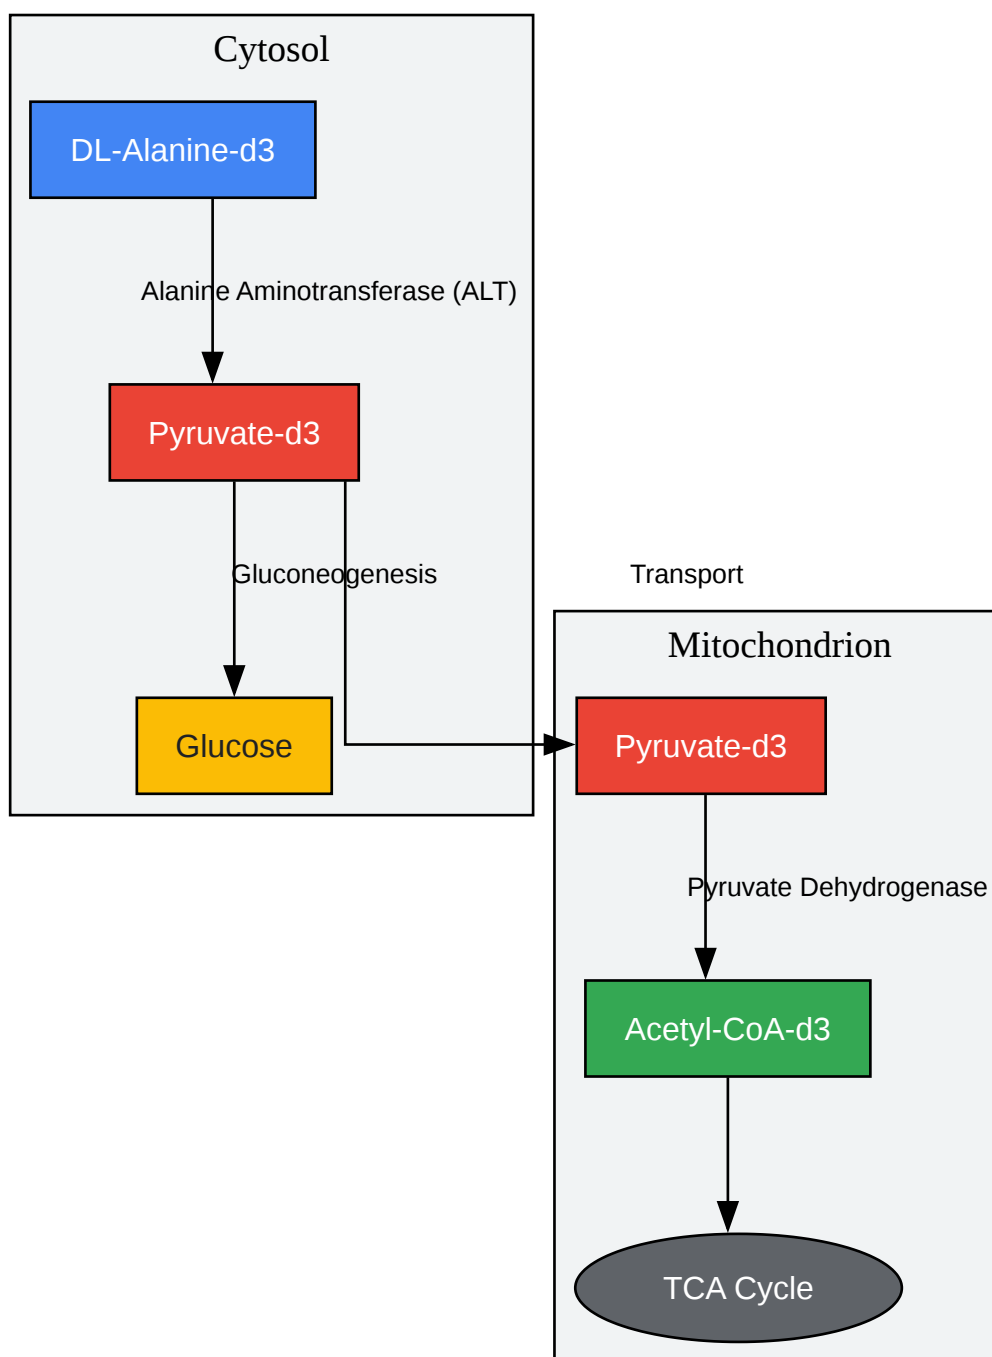 Cytosol
DL-Alanine-d3
Alanine Aminotransferase (ALT)
Pyruvate-d3
Gluconeogenesis
Transport
Glucose
Mitochondrion
Pyruvate-d3
Pyruvate Dehydrogenase
Acetyl-CoA-d3
TCA Cycle